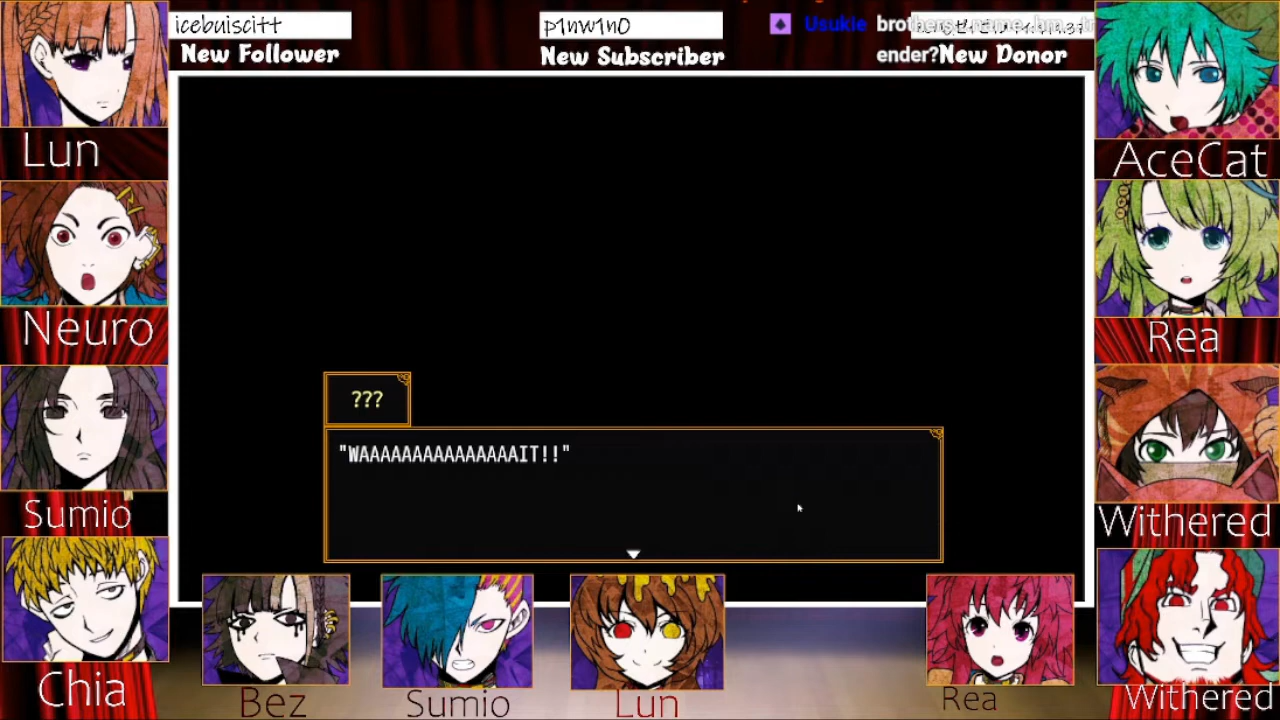 icebuiscitt
New Follower
p1nw1n0
New Subscriber
Usukie
ender?
New Donor
Lun
Neuro
Sumio
Chia
AceCat
Rea
Withered
Withered
???
"WAAAAAAAAAAAAAAAIT!!"
Bez
Sumio
Lun
Rea